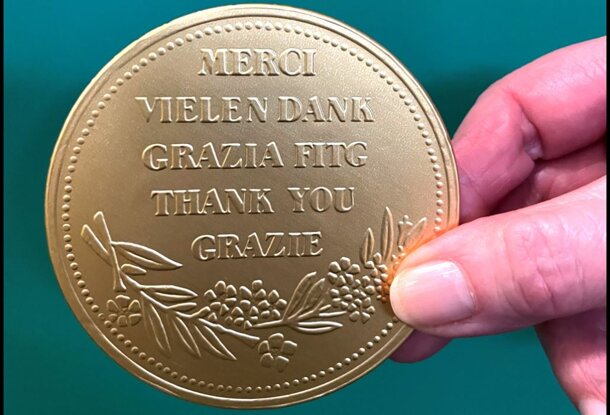 MERCI
VIELEN DANK
GRAZIA FITG
THANK YOU
GRAZIE